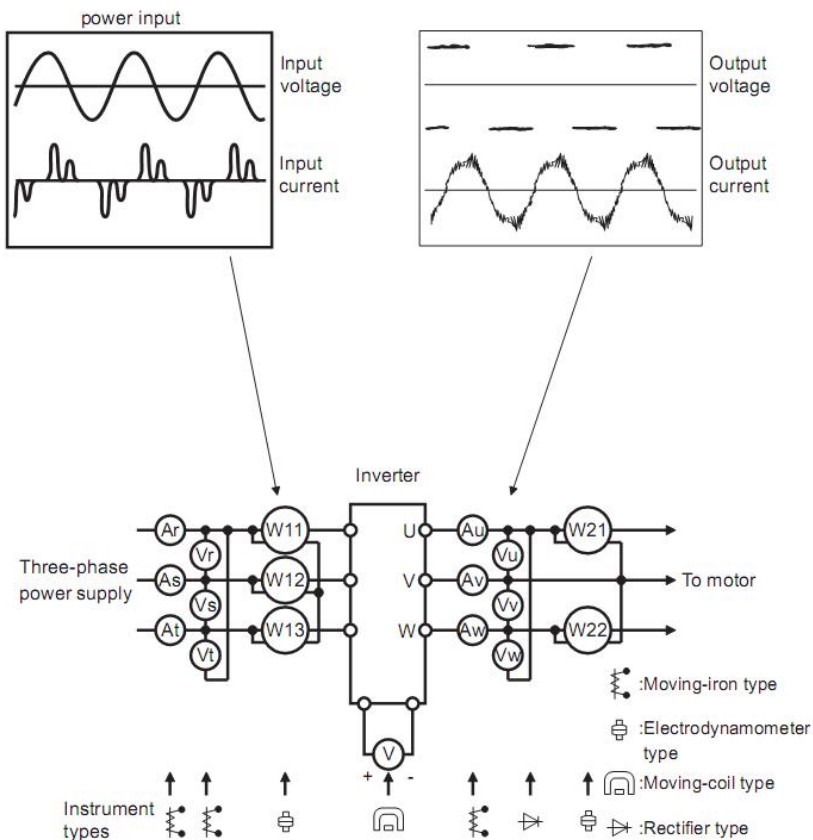 power input
Input
voltage
Input
current
Output
voltage
Output
current
Inverter
Three-phase
power supply
Ar
As
At
Vr
Vs
Vt
W11
W12
W13
U
V
W
Au
Av
Aw
Vu
Vv
Vw
W21
W22
To motor
V
+ -
Instrument
types
:Moving-iron type
:Electrodynamometer
type
:Moving-coil type
:Rectifier type